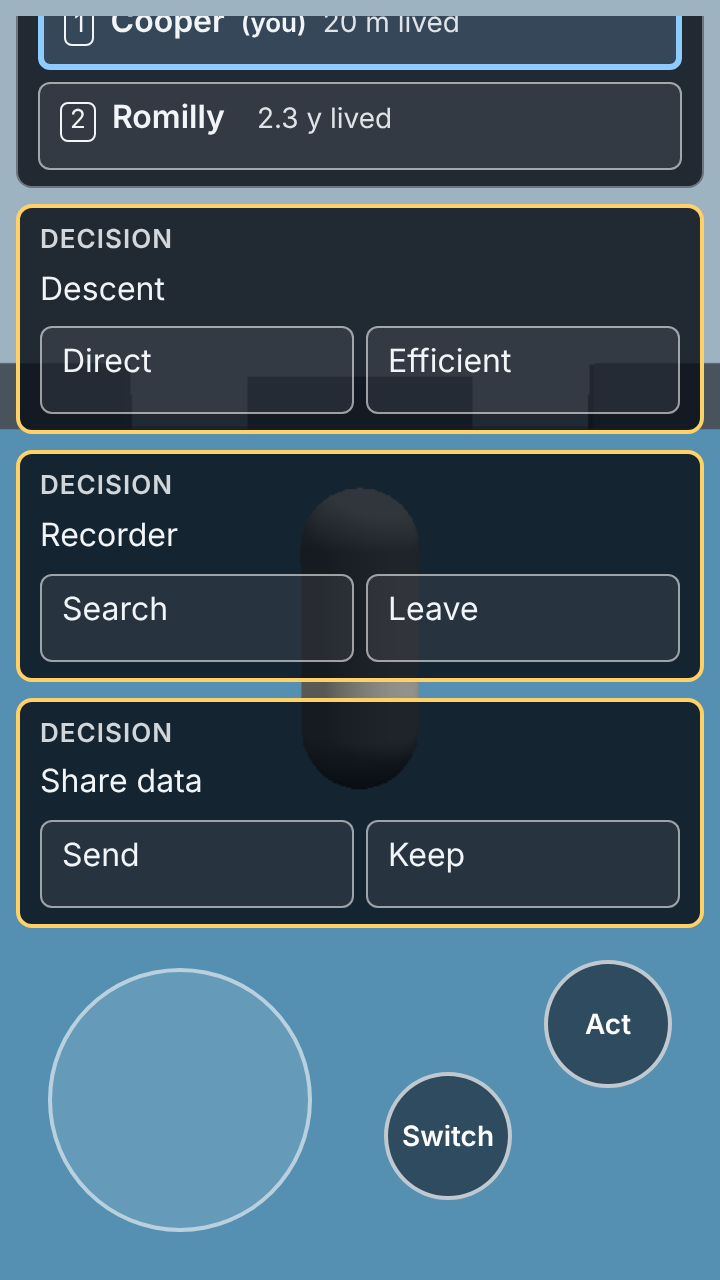 1 Cooper (you) 20 m lived
2 Romilly 2.3 y lived
DECISION
Descent
Direct Efficient
DECISION
Recorder
Search Leave
DECISION
Share data
Send Keep
Act
Switch